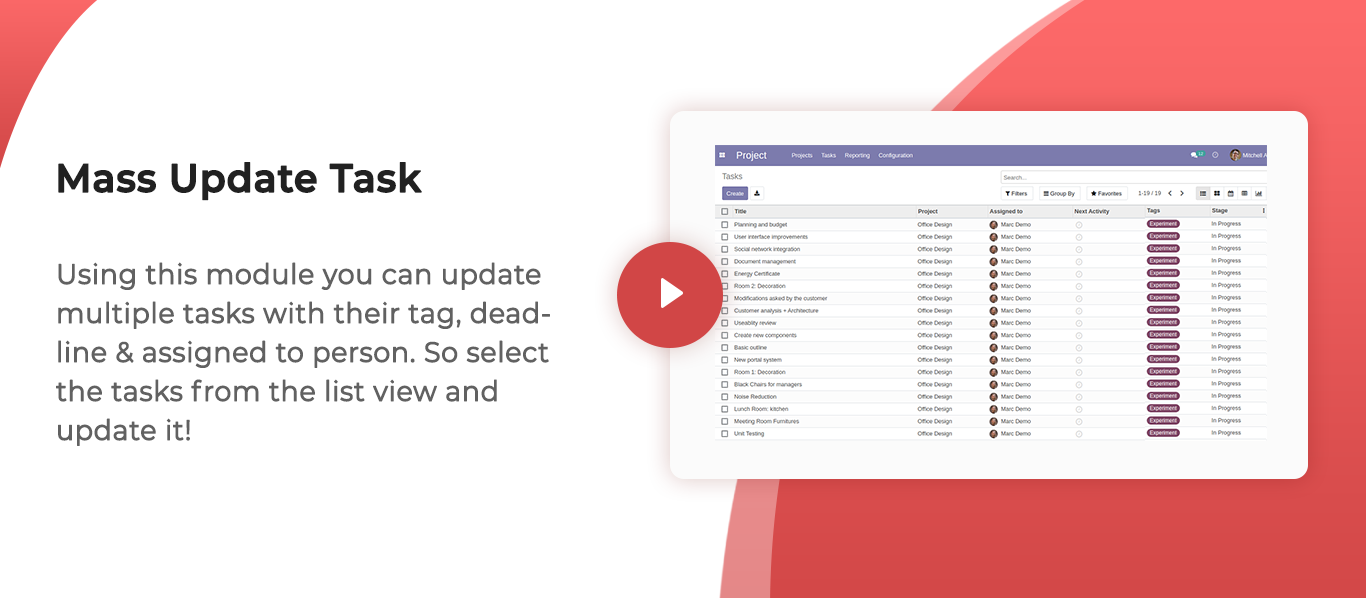 Mass Update Task
Using this module you can update
multiple tasks with their tag, dead-
line & assigned to person. So select
the tasks from the list view and
update it!
Project Projects Tasks Reporting Configuration 12 Mitchell A
Tasks
Search...
Create Filters Group By Favorites 1-19 / 19
Title Project Assigned to Next Activity Tags Stage
Planning and budget Office Design Marc Demo Experiment In Progress
User interface improvements Office Design Marc Demo Experiment In Progress
Social network integration Office Design Marc Demo Experiment In Progress
Document management Office Design Marc Demo Experiment In Progress
Energy Certificate Office Design Marc Demo Experiment In Progress
Room 2: Decoration Office Design Marc Demo Experiment In Progress
Modifications asked by the customer Office Design Marc Demo Experiment In Progress
Customer analysis + Architecture Office Design Marc Demo Experiment In Progress
Useablity review Office Design Marc Demo Experiment In Progress
Create new components Office Design Marc Demo Experiment In Progress
Basic outline Office Design Marc Demo Experiment In Progress
New portal system Office Design Marc Demo Experiment In Progress
Room 1: Decoration Office Design Marc Demo Experiment In Progress
Black Chairs for managers Office Design Marc Demo Experiment In Progress
Noise Reduction Office Design Marc Demo Experiment In Progress
Lunch Room: kitchen Office Design Marc Demo Experiment In Progress
Meeting Room Furnitures Office Design Marc Demo Experiment In Progress
Unit Testing Office Design Marc Demo Experiment In Progress